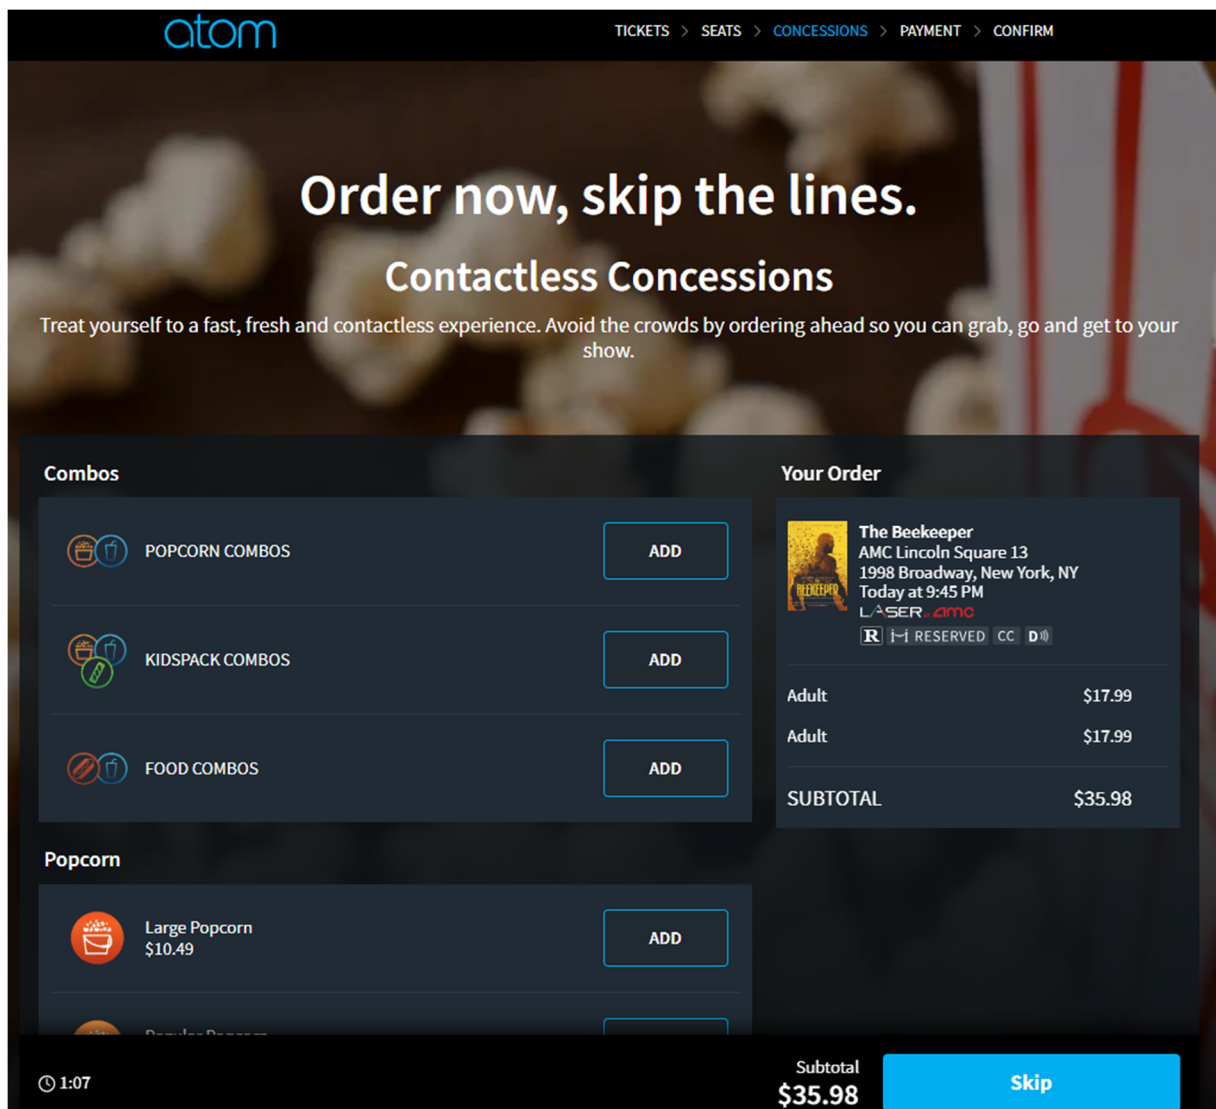 atom
TICKETS > SEATS > CONCESSIONS > PAYMENT > CONFIRM
Order now, skip the lines.
Contactless Concessions
Treat yourself to a fast, fresh and contactless experience. Avoid the crowds by ordering ahead so you can grab, go and get to your
show.
Combos
POPCORN COMBOS
ADD
KIDSPACK COMBOS
ADD
FOOD COMBOS
ADD
Popcorn
Large Popcorn
$10.49
ADD
Your Order
BEEKEEPER
The Beekeeper
AMC Lincoln Square 13
1998 Broadway, New York, NY
Today at 9:45 PM
LASER at amc
R RESERVED CC D
Adult $17.99
Adult $17.99
SUBTOTAL $35.98
1:07
Subtotal
$35.98
Skip